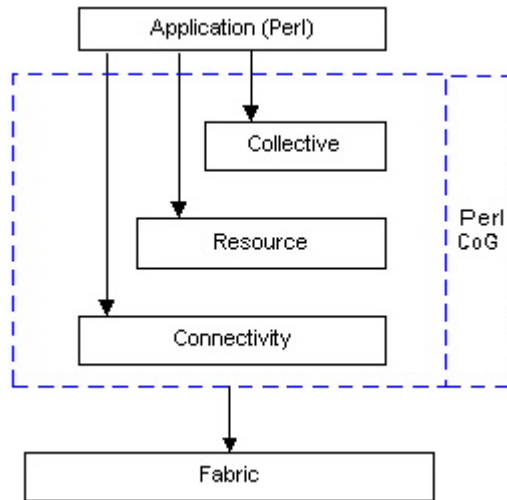 Application (Perl)
Collective
Resource
Perl
CoG
Connectivity
Fabric